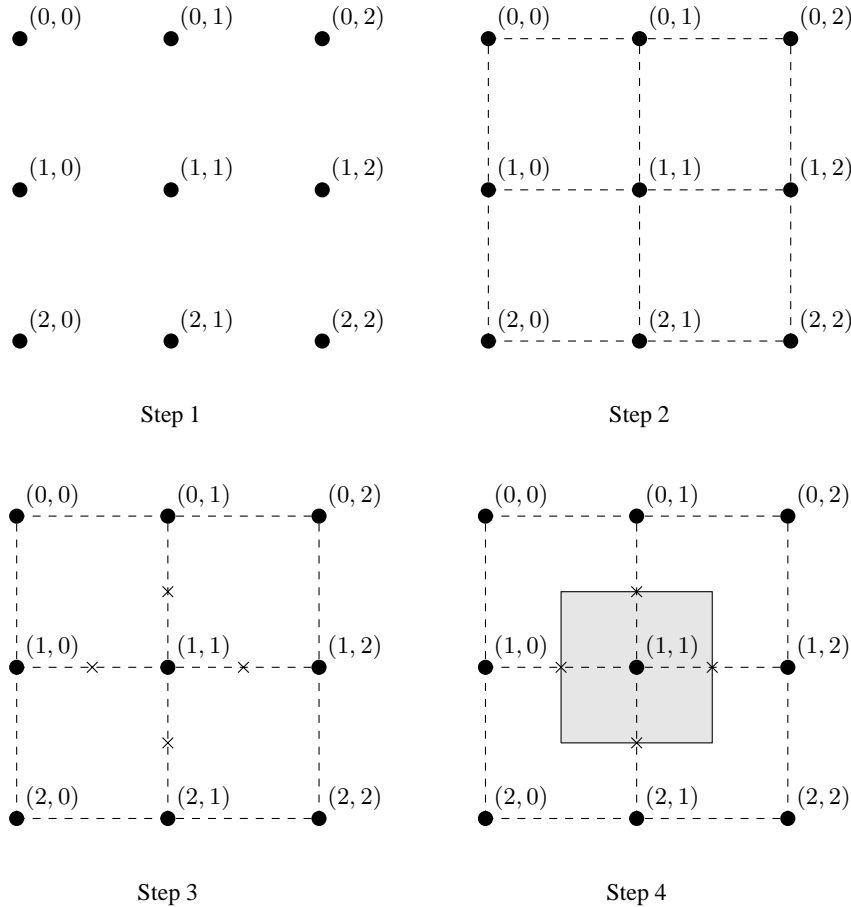 (0, 0) (0, 1) (0, 2)
(1, 0) (1, 1) (1, 2)
(2, 0) (2, 1) (2, 2)
Step 1
(0, 0) (0, 1) (0, 2)
(1, 0) (1, 1) (1, 2)
(2, 0) (2, 1) (2, 2)
Step 2
(0, 0) (0, 1) (0, 2)
(1, 0) (1, 1) (1, 2)
(2, 0) (2, 1) (2, 2)
Step 3
(0, 0) (0, 1) (0, 2)
(1, 0) (1, 1) (1, 2)
(2, 0) (2, 1) (2, 2)
Step 4